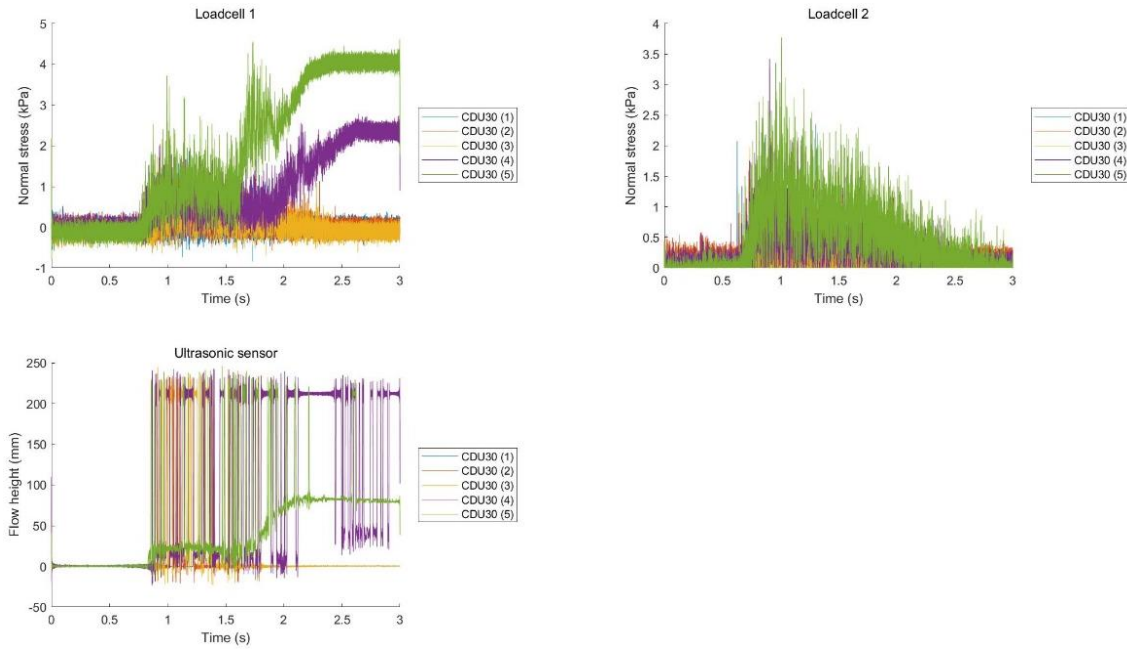 Loadcell 1
5
4
3
2
1
0
-1
Normal stress (kPa)
0 0.5 1 1.5 2 2.5 3
Time (s)
CDU30 (1)
CDU30 (2)
CDU30 (3)
CDU30 (4)
CDU30 (5)
Loadcell 2
4
3.5
3
2.5
2
1.5
1
0.5
0
Normal stress (kPa)
0 0.5 1 1.5 2 2.5 3
Time (s)
CDU30 (1)
CDU30 (2)
CDU30 (3)
CDU30 (4)
CDU30 (5)
Ultrasonic sensor
250
200
150
100
50
0
-50
Flow height (mm)
0 0.5 1 1.5 2 2.5 3
Time (s)
CDU30 (1)
CDU30 (2)
CDU30 (3)
CDU30 (4)
CDU30 (5)